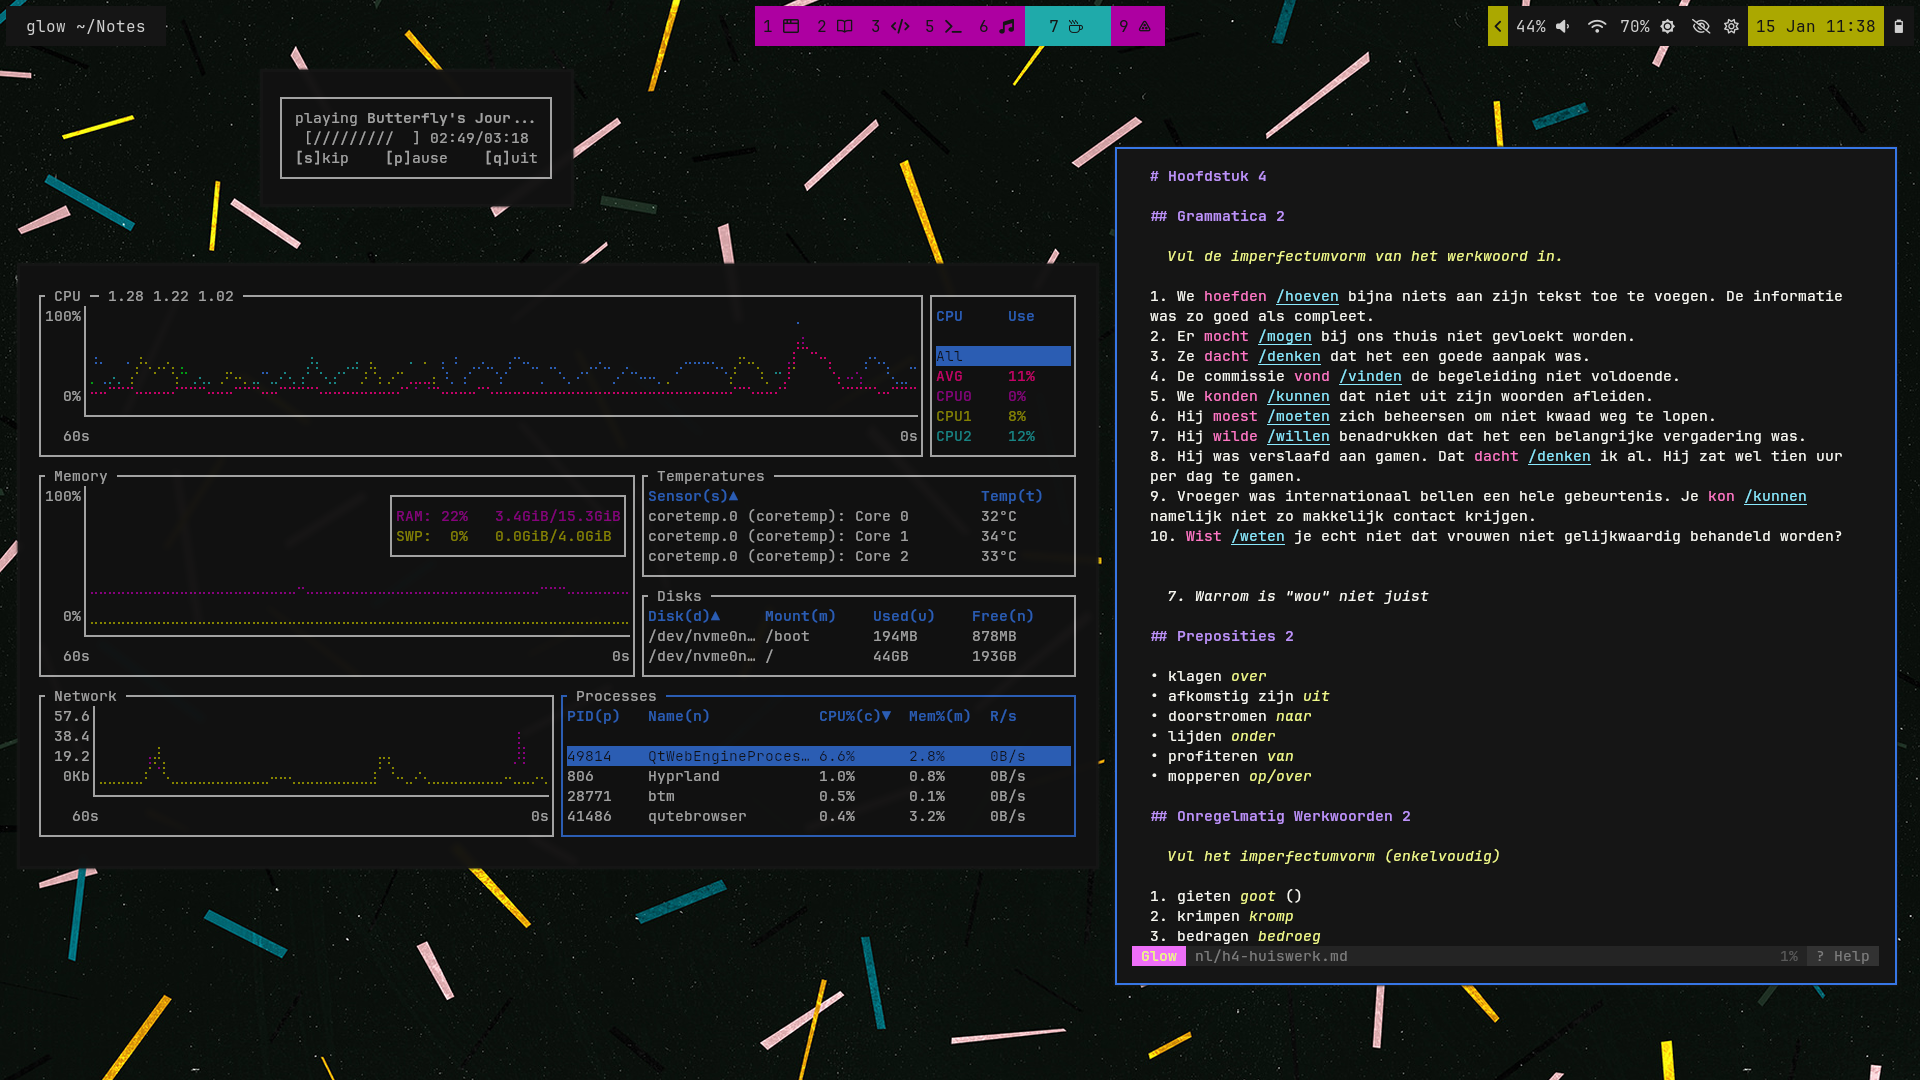 glow ~/Notes
1 2 3 5 6 7 9
44% 70% 15 Jan 11:38
playing Butterfly's Jour...
[///////// ] 02:49/03:18
[s]kip [p]ause [q]uit
CPU 1.28 1.22 1.02
100%
0%
60s 0s
CPU Use
All
AVG 11%
CPU0 0%
CPU1 8%
CPU2 12%
Memory
100%
RAM: 22% 3.4GiB/15.3GiB
SWP: 0% 0.0GiB/4.0GiB
0%
60s 0s
Temperatures
Sensor(s)▲ Temp(t)
coretemp.0 (coretemp): Core 0 32°C
coretemp.0 (coretemp): Core 1 34°C
coretemp.0 (coretemp): Core 2 33°C
Disks
Disk(d)▲ Mount(m) Used(u) Free(n)
/dev/nvme0n… /boot 194MB 878MB
/dev/nvme0n… / 44GB 193GB
Network
57.6
38.4
19.2
0Kb
60s 0s
Processes
PID(p) Name(n) CPU%(c)▼ Mem%(m) R/s
49814 QtWebEngineProces… 6.6% 2.8% 0B/s
806 Hyprland 1.0% 0.8% 0B/s
28771 btm 0.5% 0.1% 0B/s
41486 qutebrowser 0.4% 3.2% 0B/s
# Hoofdstuk 4
## Grammatica 2
Vul de imperfectumvorm van het werkwoord in.
1. We hoefden /hoeven bijna niets aan zijn tekst toe te voegen. De informatie
was zo goed als compleet.
2. Er mocht /mogen bij ons thuis niet gevloekt worden.
3. Ze dacht /denken dat het een goede aanpak was.
4. De commissie vond /vinden de begeleiding niet voldoende.
5. We konden /kunnen dat niet uit zijn woorden afleiden.
6. Hij moest /moeten zich beheersen om niet kwaad weg te lopen.
7. Hij wilde /willen benadrukken dat het een belangrijke vergadering was.
8. Hij was verslaafd aan gamen. Dat dacht /denken ik al. Hij zat wel tien uur
per dag te gamen.
9. Vroeger was internationaal bellen een hele gebeurtenis. Je kon /kunnen
namelijk niet zo makkelijk contact krijgen.
10. Wist /weten je echt niet dat vrouwen niet gelijkwaardig behandeld worden?
7. Warrom is "wou" niet juist
## Preposities 2
• klagen over
• afkomstig zijn uit
• doorstromen naar
• lijden onder
• profiteren van
• mopperen op/over
## Onregelmatig Werkwoorden 2
Vul het imperfectumvorm (enkelvoudig)
1. gieten goot ()
2. krimpen kromp
3. bedragen bedroeg
Glow nl/h4-huiswerk.md 1% ? Help